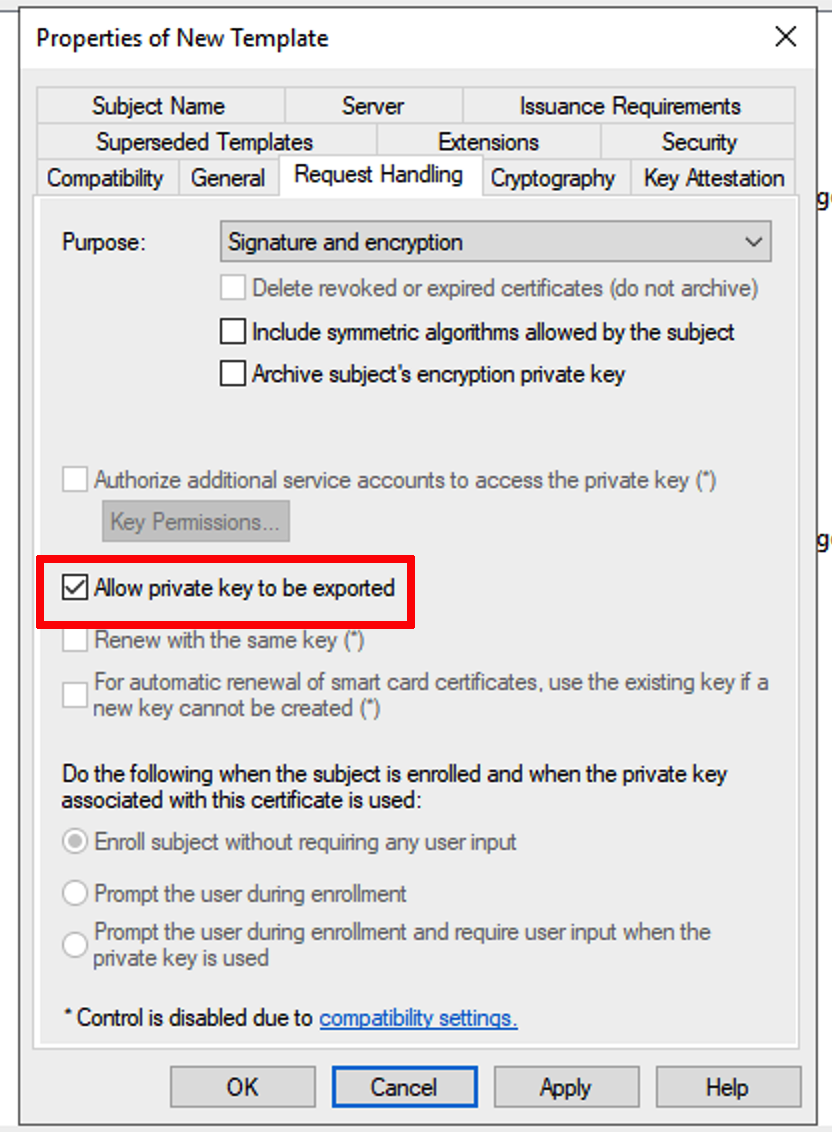 Properties of New Template
Subject Name Server Issuance Requirements
Superseded Templates Extensions Security
Compatibility General Request Handling Cryptography Key Attestation
Purpose: Signature and encryption
Delete revoked or expired certificates (do not archive)
Include symmetric algorithms allowed by the subject
Archive subject's encryption private key
Authorize additional service accounts to access the private key (*)
Key Permissions...
Allow private key to be exported
Renew with the same key (*)
For automatic renewal of smart card certificates, use the existing key if a
new key cannot be created (*)
Do the following when the subject is enrolled and when the private key
associated with this certificate is used:
Enroll subject without requiring any user input
Prompt the user during enrollment
Prompt the user during enrollment and require user input when the
private key is used
* Control is disabled due to compatibility settings.
OK Cancel Apply Help